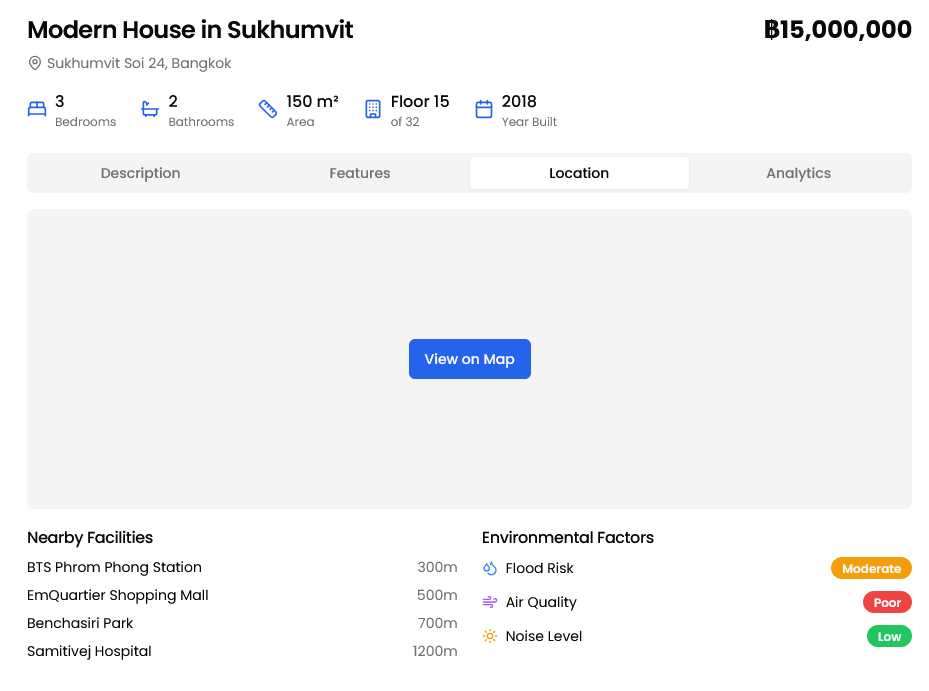 Modern House in Sukhumvit
฿15,000,000
Sukhumvit Soi 24, Bangkok
3
Bedrooms
2
Bathrooms
150 m²
Area
Floor 15
of 32
2018
Year Built
Description
Features
Location
Analytics
View on Map
Nearby Facilities
BTS Phrom Phong Station 300m
EmQuartier Shopping Mall 500m
Benchasiri Park 700m
Samitivej Hospital 1200m
Environmental Factors
Flood Risk Moderate
Air Quality Poor
Noise Level Low